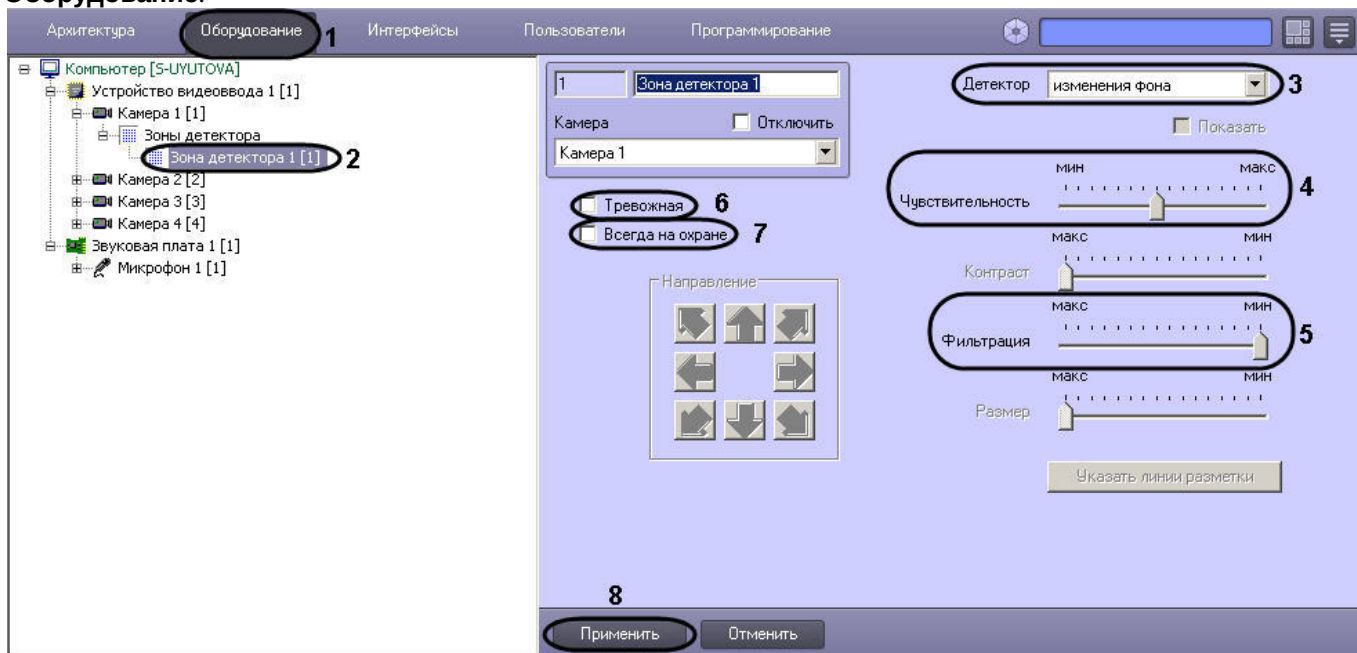 Оборудование.
Архитектура Оборудование 1 Интерфейсы Пользователи Программирование
Компьютер [S-UYUTOVA]
Устройство видеоввода 1 [1]
Камера 1 [1]
Зоны детектора
Зона детектора 1 [1] 2
Камера 2 [2]
Камера 3 [3]
Камера 4 [4]
Звуковая плата 1 [1]
Микрофон 1 [1]
1 Зона детектора 1
Камера Отключить
Камера 1
Тревожная 6
Всегда на охране 7
Направление
Детектор изменения фона 3
Показать
мин макс
Чувствительность 4
макс мин
Контраст
макс мин
Фильтрация 5
макс мин
Размер
Указать линии разметки
8
Применить Отменить